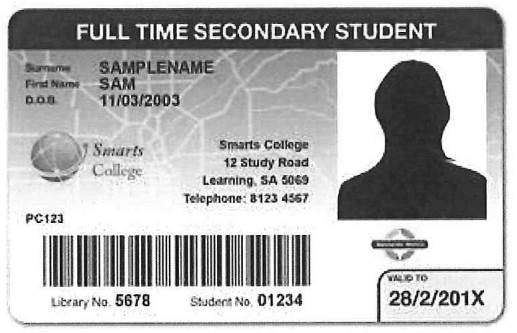 FULL TIME SECONDARY STUDENT
Surname SAMPLENAME
First Name SAM
D.O.B. 11/03/2003
Smarts
College
Smarts College
12 Study Road
Learning, SA 5069
Telephone: 8123 4567
PC123
Library No. 5678 Student No. 01234
VALID TO
28/2/201X